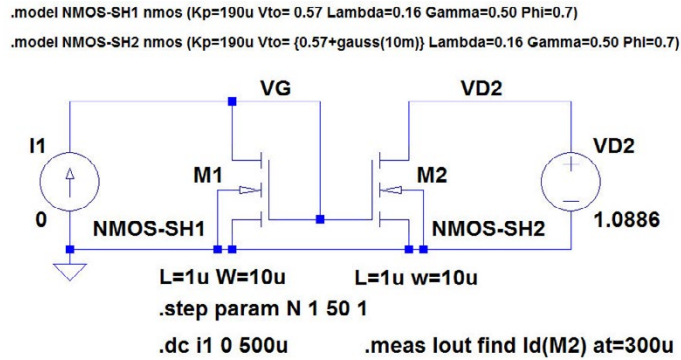 .model NMOS-SH1 nmos (Kp=190u Vto= 0.57 Lambda=0.16 Gamma=0.50 Phi=0.7)
.model NMOS-SH2 nmos (Kp=190u Vto= {0.57+gauss(10m)} Lambda=0.16 Gamma=0.50 Phi=0.7)
VG VD2
I1 M1 M2 VD2
0 NMOS-SH1 NMOS-SH2 1.0886
L=1u W=10u L=1u w=10u
.step param N 1 50 1
.dc i1 0 500u .meas Iout find Id(M2) at=300u